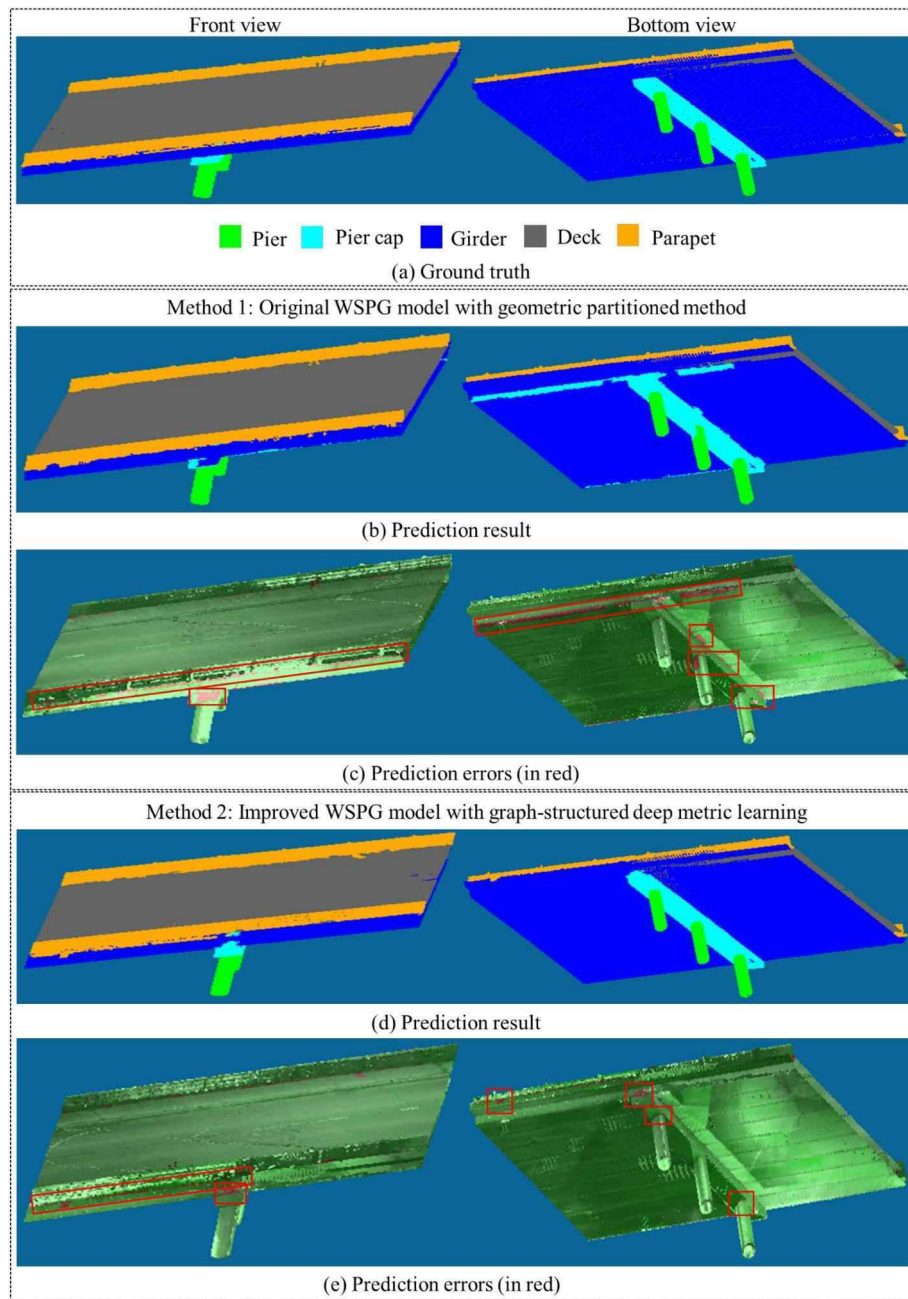 Front view
Bottom view
Pier
Pier cap
Girder
Deck
Parapet
(a) Ground truth
Method 1: Original WSPG model with geometric partitioned method
(b) Prediction result
(c) Prediction errors (in red)
Method 2: Improved WSPG model with graph-structured deep metric learning
(d) Prediction result
(e) Prediction errors (in red)